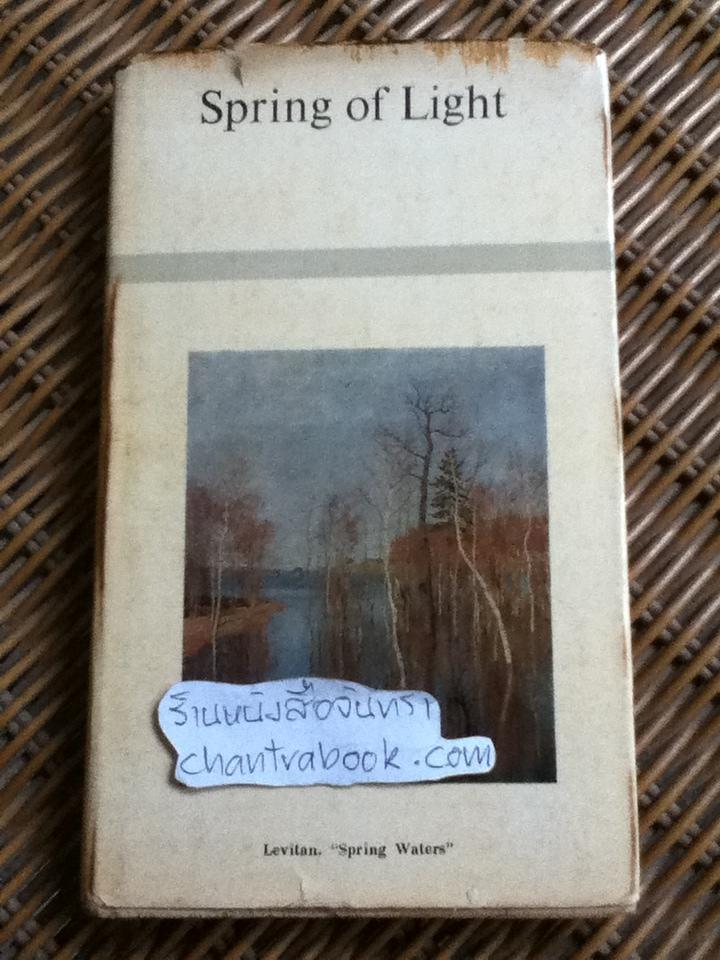 Spring of Light
ร้านหนังสือจันทรา
chantrabook.com
Levitan. "Spring Waters"